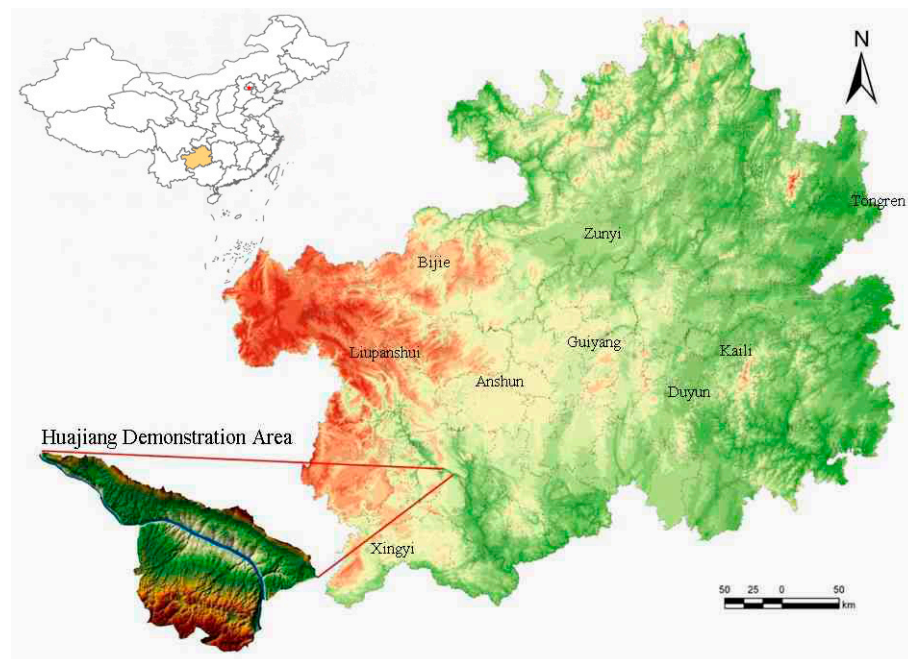 N
Tongren
Zunyi
Bijie
Guiyang
Kaili
Liupanshui
Anshun
Duyun
Huajiang Demonstration Area
Xingyi
50 25 0 50
km